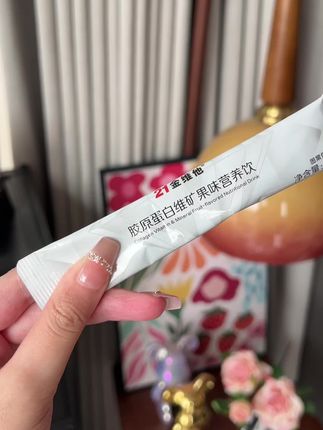 21金维他
胶原蛋白维矿果味营养饮
Collagen Vitamin & Mineral Fruit-flavored Nutritional Drink
净含量